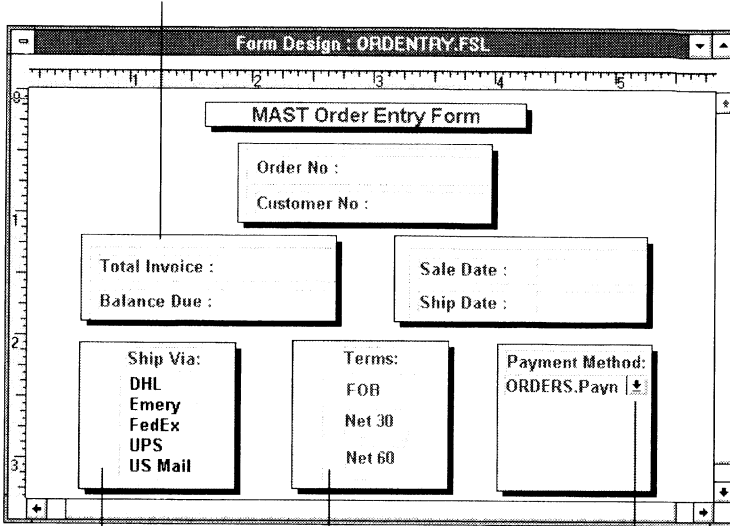 Form Design : ORDENTRY.FSL
1 2 3 4 5
0
MAST Order Entry Form
Order No :
Customer No :
1
Total Invoice :
Balance Due :
Sale Date :
Ship Date :
2
Ship Via:
DHL
Emery
FedEx
UPS
US Mail
Terms:
FOB
Net 30
Net 60
Payment Method:
ORDERS.Payn
3